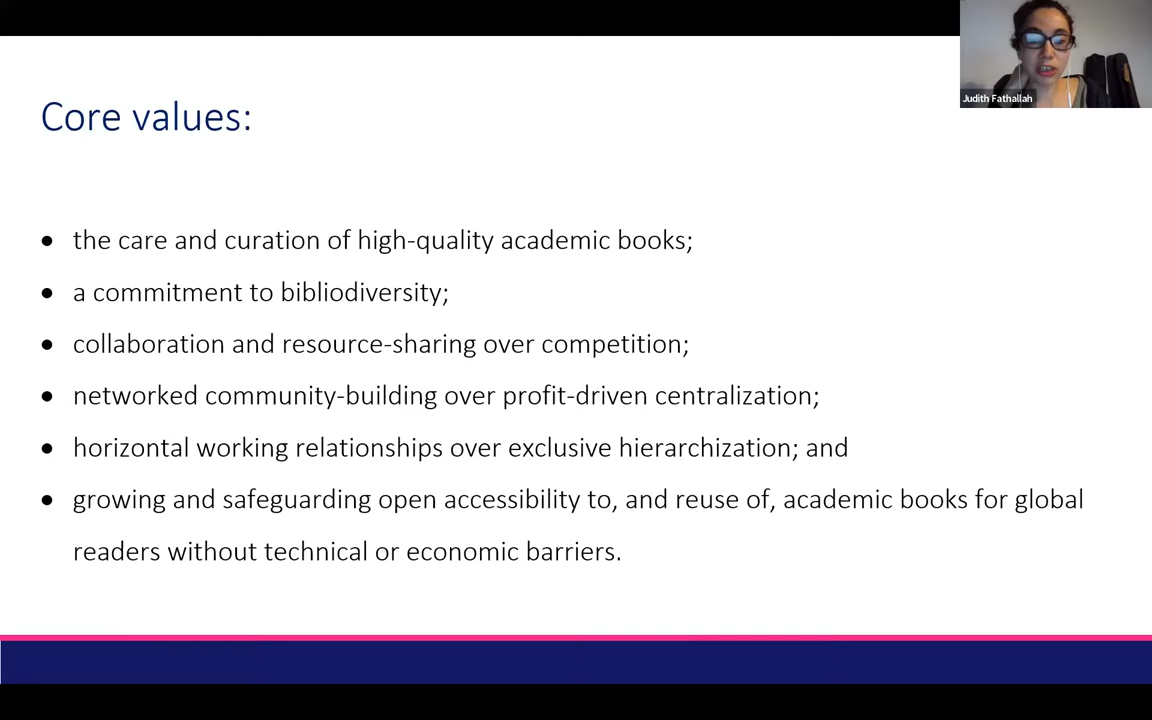 Judith Fathallah
Core values:
• the care and curation of high-quality academic books;
• a commitment to bibliodiversity;
• collaboration and resource-sharing over competition;
• networked community-building over profit-driven centralization;
• horizontal working relationships over exclusive hierarchization; and
• growing and safeguarding open accessibility to, and reuse of, academic books for global
readers without technical or economic barriers.